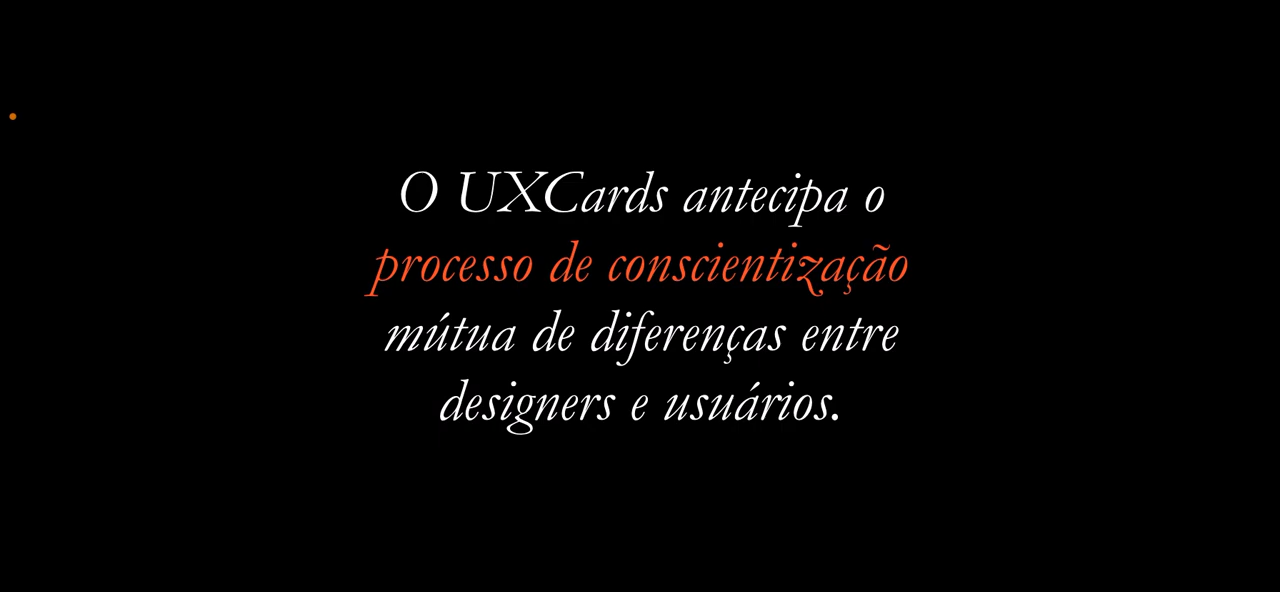 O UXCards antecipa o
processo de conscientização
mútua de diferenças entre
designers e usuários.